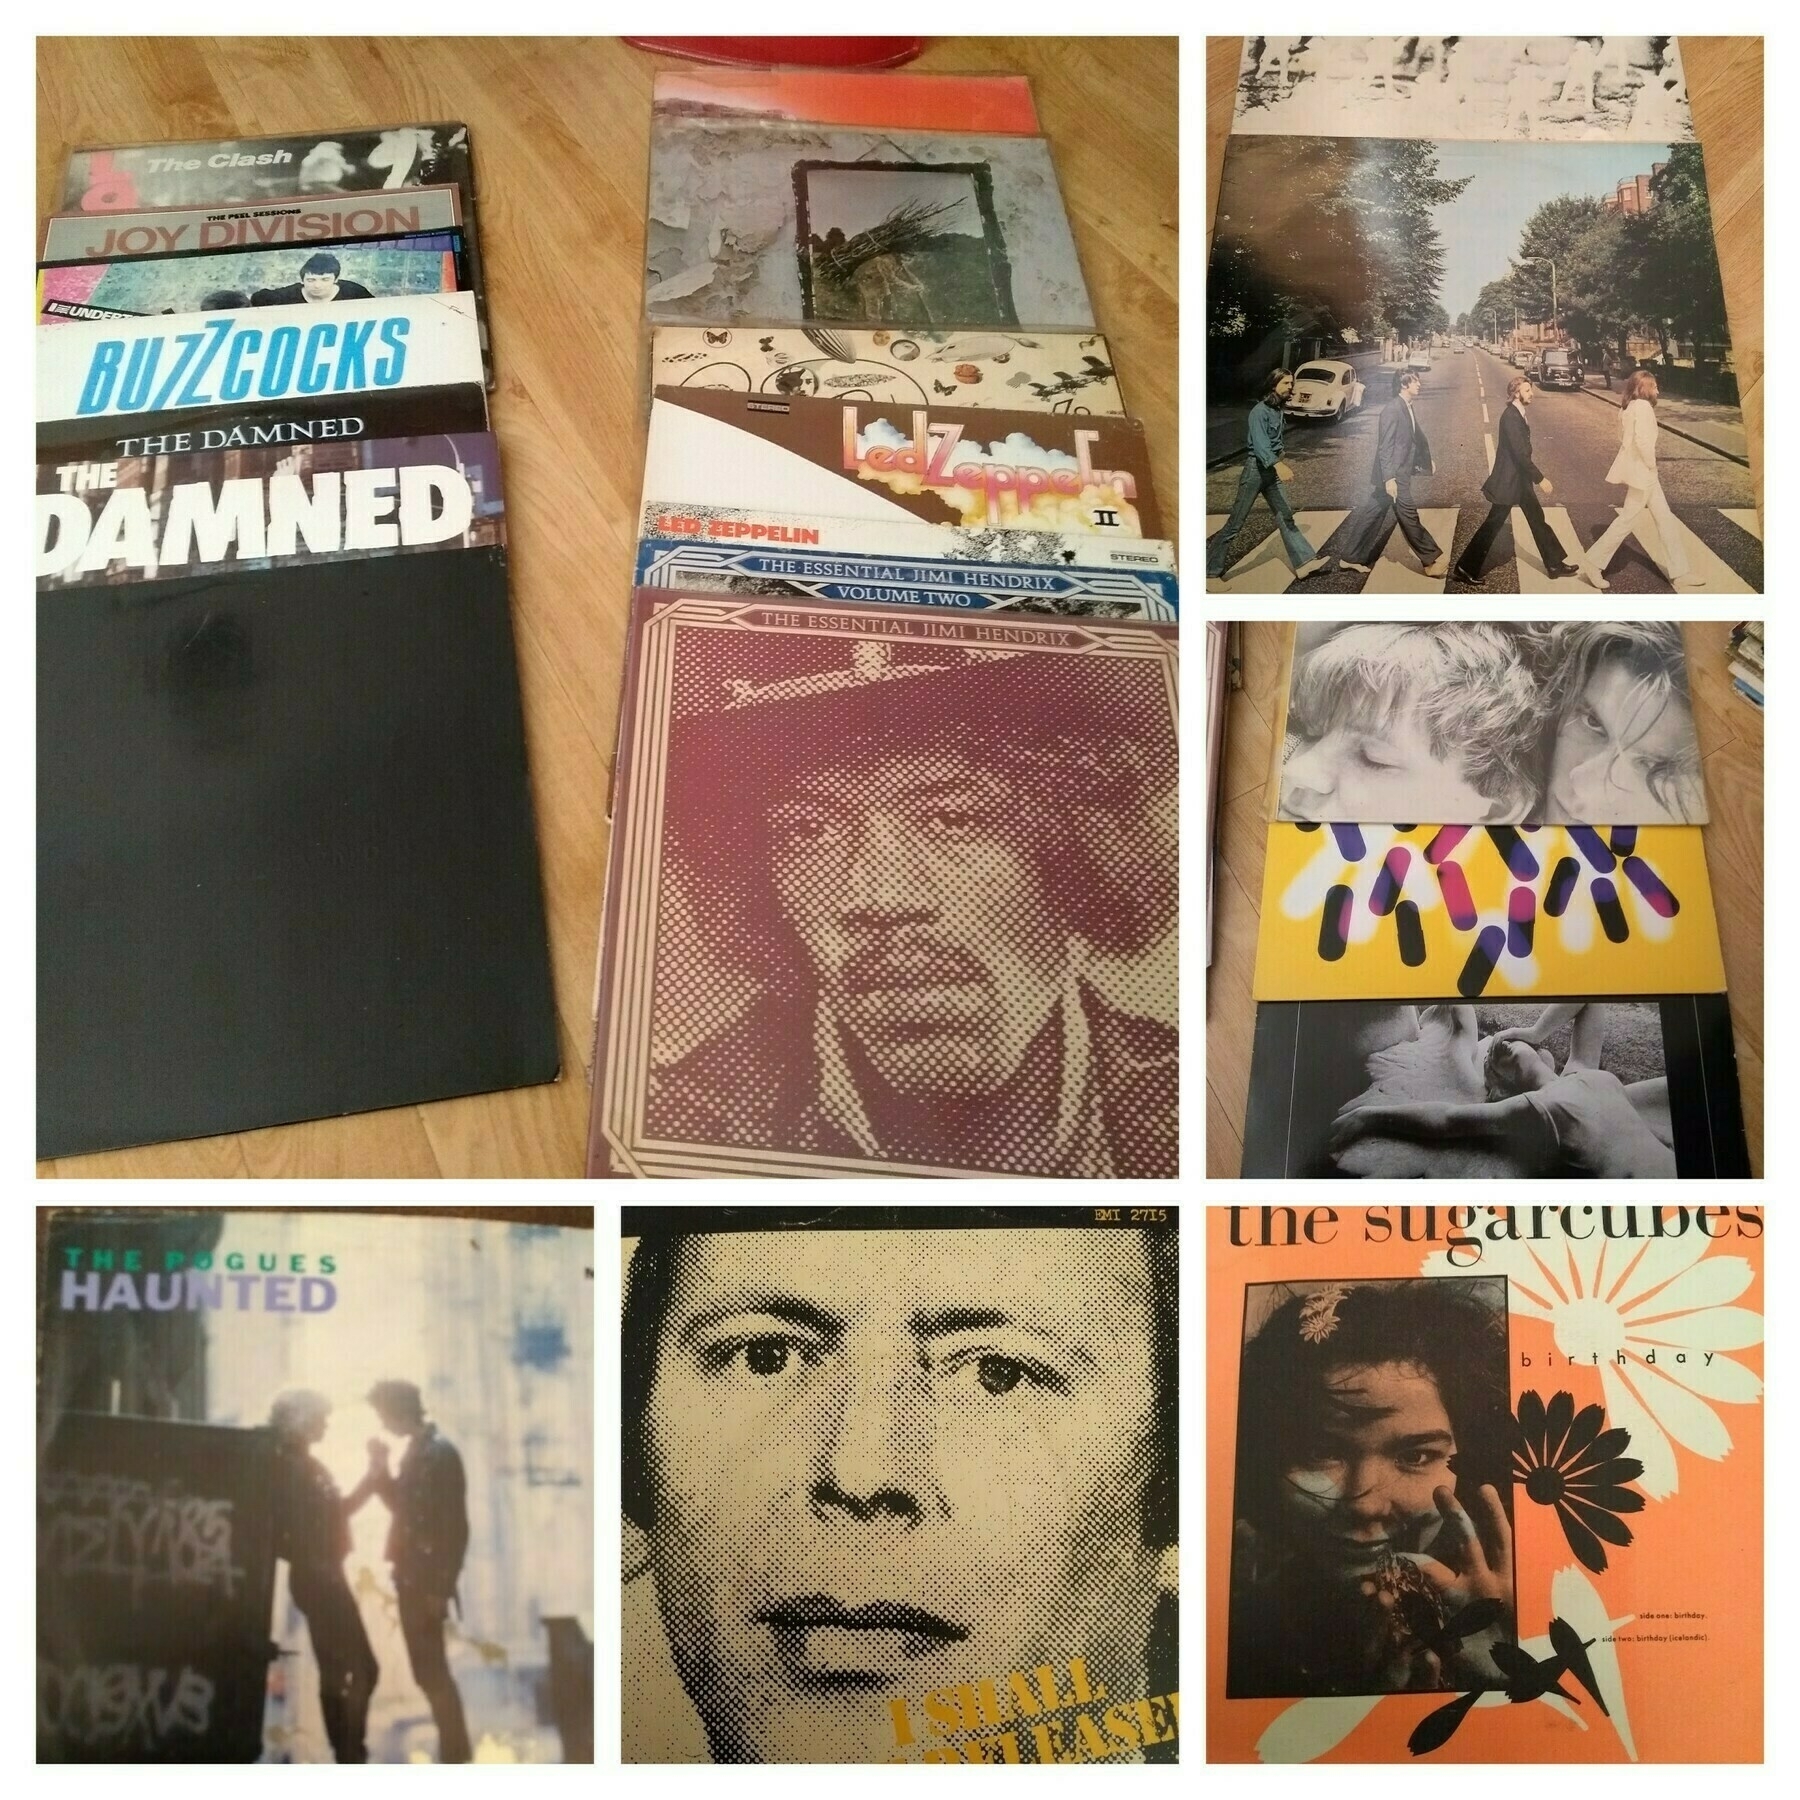 The Clash
THE PEEL SESSIONS
JOY DIVISION
BUZZCOCKS
THE DAMNED
THE
DAMNED
STEREO
Led Zeppelin
II
LED ZEPPELIN
STEREO
THE ESSENTIAL JIMI HENDRIX
VOLUME TWO
THE ESSENTIAL JIMI HENDRIX
THE POGUES
HAUNTED
EMI 2715
I SHALL
the sugarcubes
birthday
side one: birthday.
side two: birthday (icelandic).